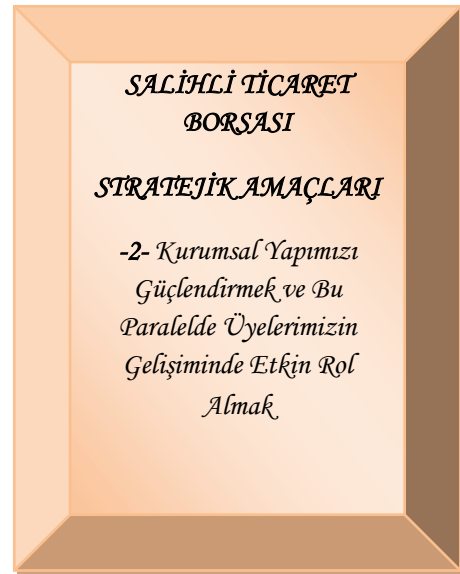 SALİHLİ TİCARET
BORSASI
STRATEJİK AMAÇLARI
-2- Kurumsal Yapımızı
Güçlendirmek ve Bu
Paralelde Üyelerimizin
Gelişiminde Etkin Rol
Almak